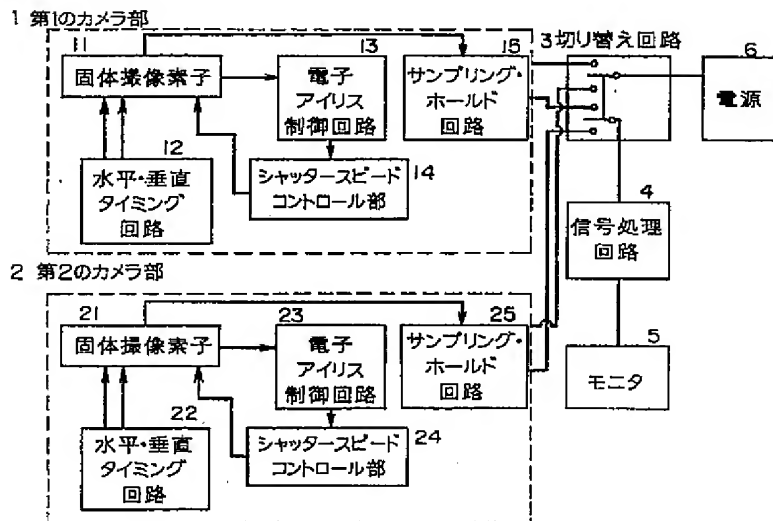 1 第1のカメラ部
11
固体撮像素子
13
電子
アイリス
制御回路
15
サンプリング・
ホールド
回路
3切り替え回路
6
電源
12
水平・垂直
タイミング
回路
シャッタースピード
コントロール部
14
4
信号処理
回路
2 第2のカメラ部
21
固体撮像素子
23
電子
アイリス
制御回路
25
サンプリング・
ホールド
回路
5
モニタ
22
水平・垂直
タイミング
回路
シャッタースピード
コントロール部
24